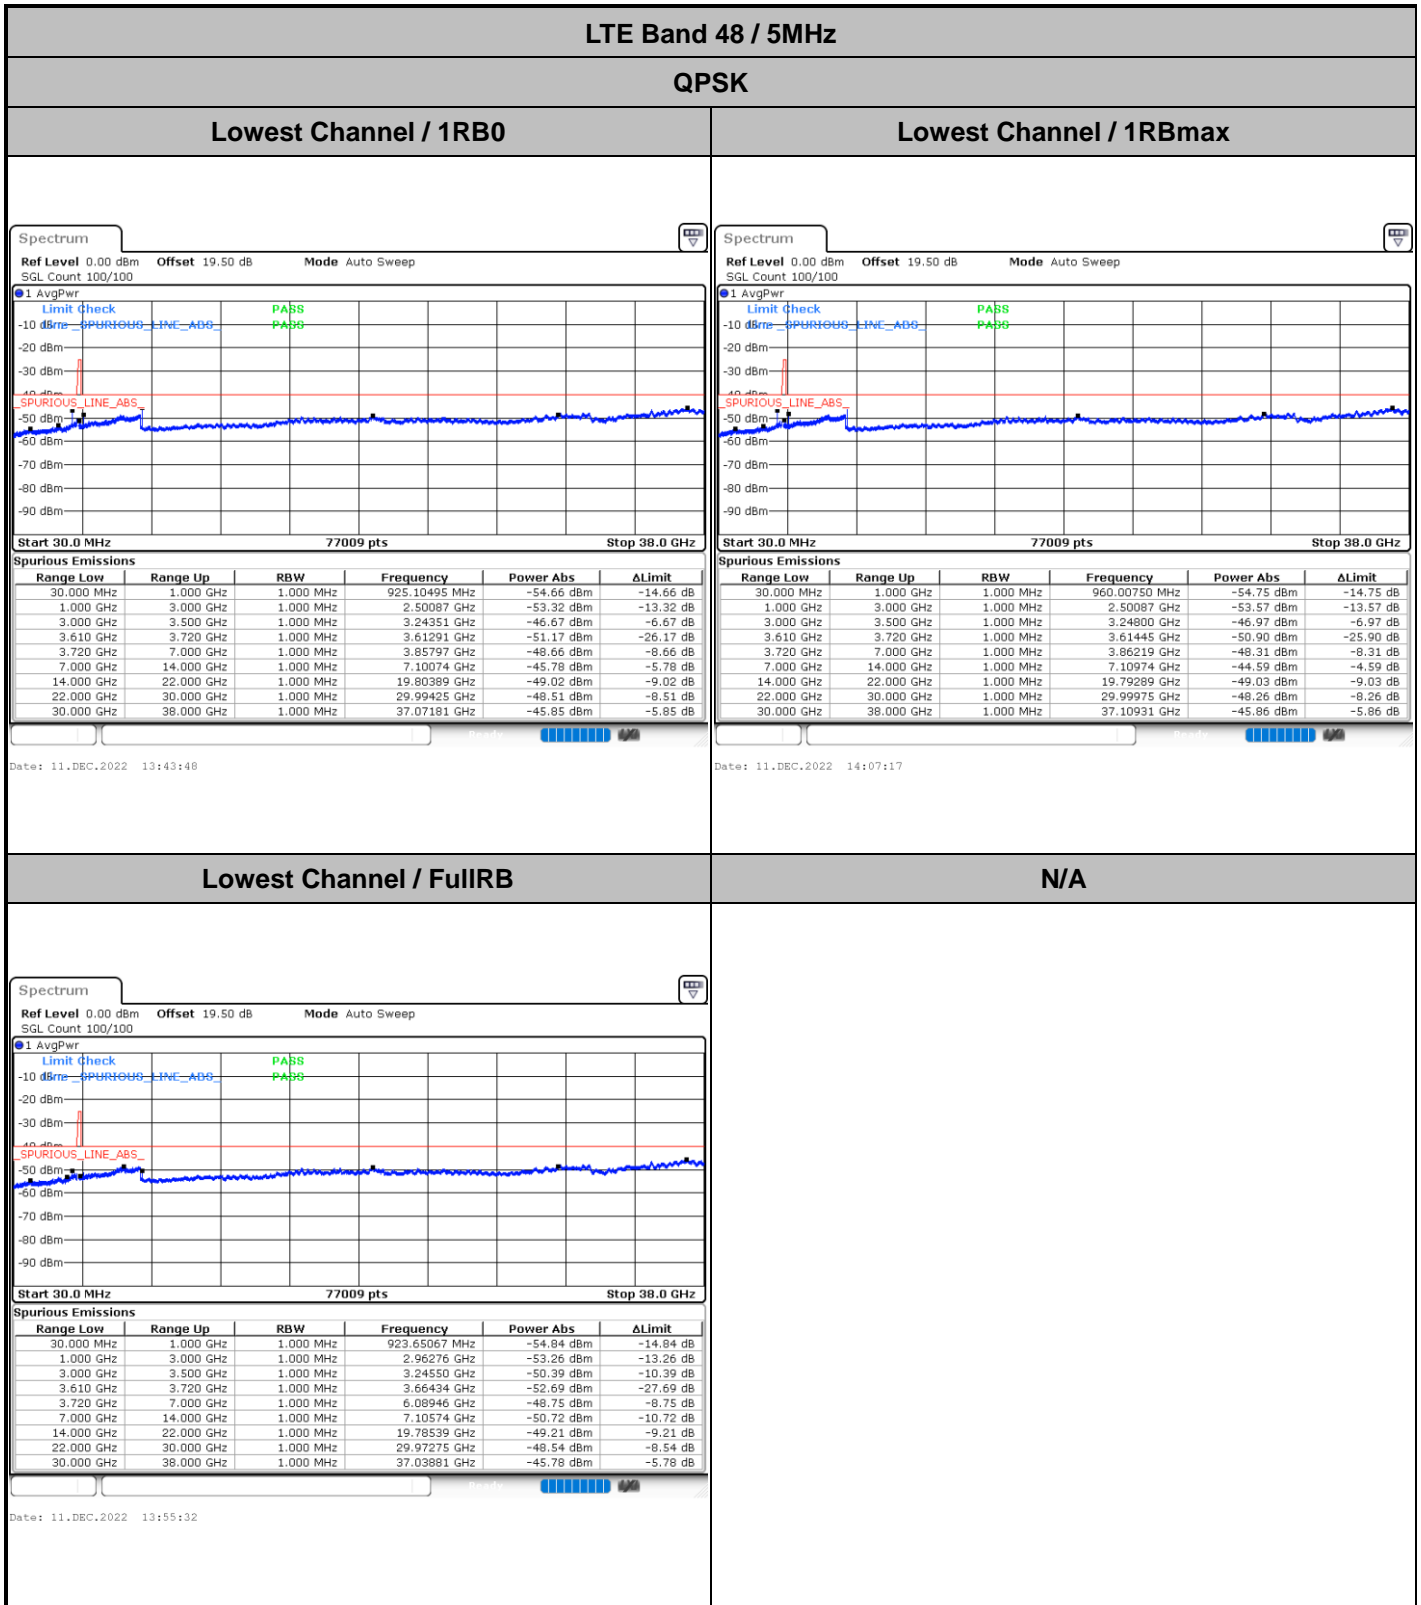 LTE Band 48 / 5MHz
QPSK
Lowest Channel / 1RB0
Lowest Channel / 1RBmax
Spectrum
Ref Level 0.00 dBm Offset 19.50 dB Mode Auto Sweep
SGL Count 100/100
1 AvgPwr
Limit Check PASS
Line _SPURIOUS_LINE_ABS_ PASS
-10 dBm
-20 dBm
-30 dBm
-40 dBm
_SPURIOUS_LINE_ABS_
-50 dBm
-60 dBm
-70 dBm
-80 dBm
-90 dBm
Start 30.0 MHz 77009 pts Stop 38.0 GHz
Spurious Emissions
Range Low Range Up RBW Frequency Power Abs ΔLimit
30.000 MHz 1.000 GHz 1.000 MHz 925.10495 MHz -54.66 dBm -14.66 dB
1.000 GHz 3.000 GHz 1.000 MHz 2.50087 GHz -53.32 dBm -13.32 dB
3.000 GHz 3.500 GHz 1.000 MHz 3.24351 GHz -46.67 dBm -6.67 dB
3.610 GHz 3.720 GHz 1.000 MHz 3.61291 GHz -51.17 dBm -26.17 dB
3.720 GHz 7.000 GHz 1.000 MHz 3.85797 GHz -48.66 dBm -8.66 dB
7.000 GHz 14.000 GHz 1.000 MHz 7.10074 GHz -45.78 dBm -5.78 dB
14.000 GHz 22.000 GHz 1.000 MHz 19.80389 GHz -49.02 dBm -9.02 dB
22.000 GHz 30.000 GHz 1.000 MHz 29.99425 GHz -48.51 dBm -8.51 dB
30.000 GHz 38.000 GHz 1.000 MHz 37.07181 GHz -45.85 dBm -5.85 dB
Ready
Date: 11.DEC.2022 13:43:48
Spectrum
Ref Level 0.00 dBm Offset 19.50 dB Mode Auto Sweep
SGL Count 100/100
1 AvgPwr
Limit Check PASS
Line _SPURIOUS_LINE_ABS_ PASS
-10 dBm
-20 dBm
-30 dBm
-40 dBm
_SPURIOUS_LINE_ABS_
-50 dBm
-60 dBm
-70 dBm
-80 dBm
-90 dBm
Start 30.0 MHz 77009 pts Stop 38.0 GHz
Spurious Emissions
Range Low Range Up RBW Frequency Power Abs ΔLimit
30.000 MHz 1.000 GHz 1.000 MHz 960.00750 MHz -54.75 dBm -14.75 dB
1.000 GHz 3.000 GHz 1.000 MHz 2.50087 GHz -53.57 dBm -13.57 dB
3.000 GHz 3.500 GHz 1.000 MHz 3.24800 GHz -46.97 dBm -6.97 dB
3.610 GHz 3.720 GHz 1.000 MHz 3.61445 GHz -50.90 dBm -25.90 dB
3.720 GHz 7.000 GHz 1.000 MHz 3.86219 GHz -48.31 dBm -8.31 dB
7.000 GHz 14.000 GHz 1.000 MHz 7.10974 GHz -44.59 dBm -4.59 dB
14.000 GHz 22.000 GHz 1.000 MHz 19.79289 GHz -49.03 dBm -9.03 dB
22.000 GHz 30.000 GHz 1.000 MHz 29.99975 GHz -48.26 dBm -8.26 dB
30.000 GHz 38.000 GHz 1.000 MHz 37.10931 GHz -45.86 dBm -5.86 dB
Ready
Date: 11.DEC.2022 14:07:17
Lowest Channel / FullRB
N/A
Spectrum
Ref Level 0.00 dBm Offset 19.50 dB Mode Auto Sweep
SGL Count 100/100
1 AvgPwr
Limit Check PASS
Line _SPURIOUS_LINE_ABS_ PASS
-10 dBm
-20 dBm
-30 dBm
-40 dBm
_SPURIOUS_LINE_ABS_
-50 dBm
-60 dBm
-70 dBm
-80 dBm
-90 dBm
Start 30.0 MHz 77009 pts Stop 38.0 GHz
Spurious Emissions
Range Low Range Up RBW Frequency Power Abs ΔLimit
30.000 MHz 1.000 GHz 1.000 MHz 923.65067 MHz -54.84 dBm -14.84 dB
1.000 GHz 3.000 GHz 1.000 MHz 2.96276 GHz -53.26 dBm -13.26 dB
3.000 GHz 3.500 GHz 1.000 MHz 3.24550 GHz -50.39 dBm -10.39 dB
3.610 GHz 3.720 GHz 1.000 MHz 3.66434 GHz -52.69 dBm -27.69 dB
3.720 GHz 7.000 GHz 1.000 MHz 6.08946 GHz -48.75 dBm -8.75 dB
7.000 GHz 14.000 GHz 1.000 MHz 7.10574 GHz -50.72 dBm -10.72 dB
14.000 GHz 22.000 GHz 1.000 MHz 19.78539 GHz -49.21 dBm -9.21 dB
22.000 GHz 30.000 GHz 1.000 MHz 29.97275 GHz -48.54 dBm -8.54 dB
30.000 GHz 38.000 GHz 1.000 MHz 37.03881 GHz -45.78 dBm -5.78 dB
Ready
Date: 11.DEC.2022 13:55:32